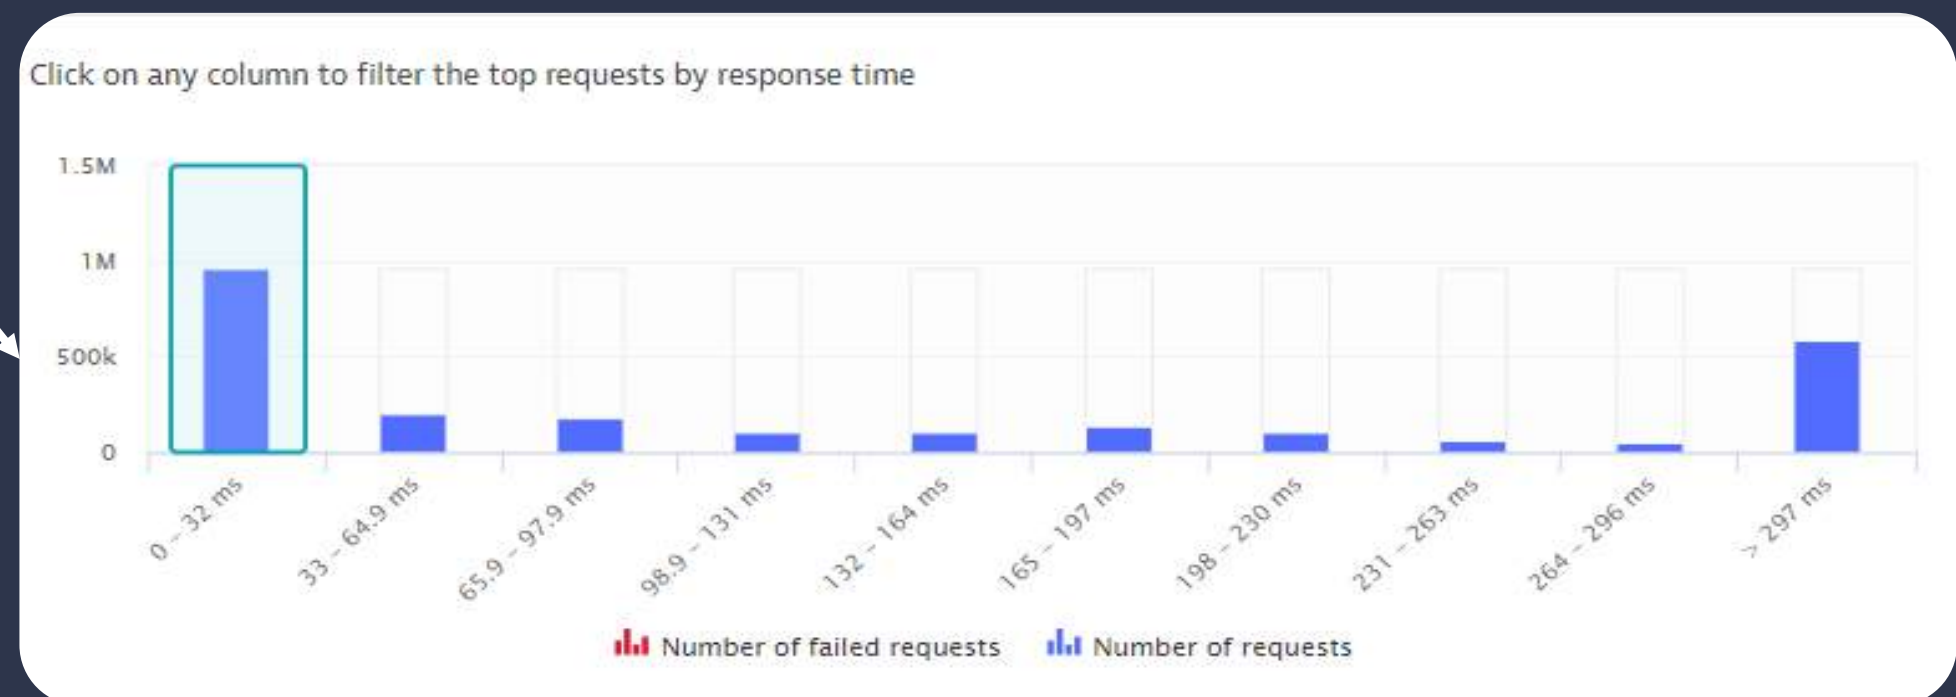 Click on any column to filter the top requests by response time
1.5M
1M
500k
0
0 – 32 ms
33 – 64.9 ms
65.9 – 97.9 ms
98.9 – 131 ms
132 – 164 ms
165 – 197 ms
198 – 230 ms
231 – 263 ms
264 – 296 ms
> 297 ms
Number of failed requests Number of requests